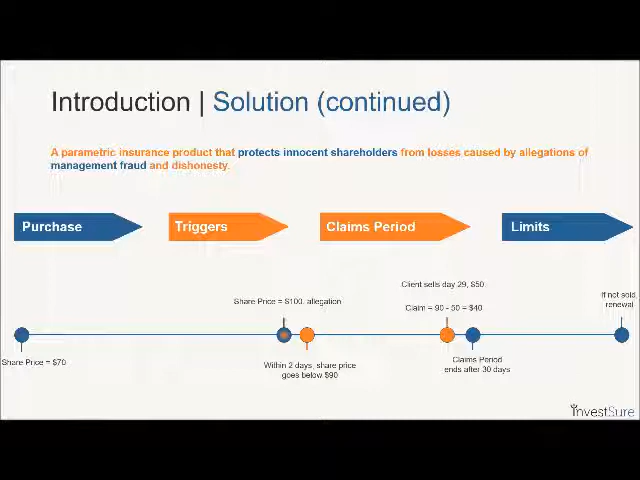 Introduction | Solution (continued)
A parametric insurance product that protects innocent shareholders from losses caused by allegations of
management fraud and dishonesty.
Purchase
Triggers
Claims Period
Limits
Client sells day 29, $50.
Share Price = $100, allegation
Claim = 90 - 50 = $40
If not sold,
renewal
Share Price = $70
Within 2 days, share price
goes below $90
Claims Period
ends after 30 days
investSure